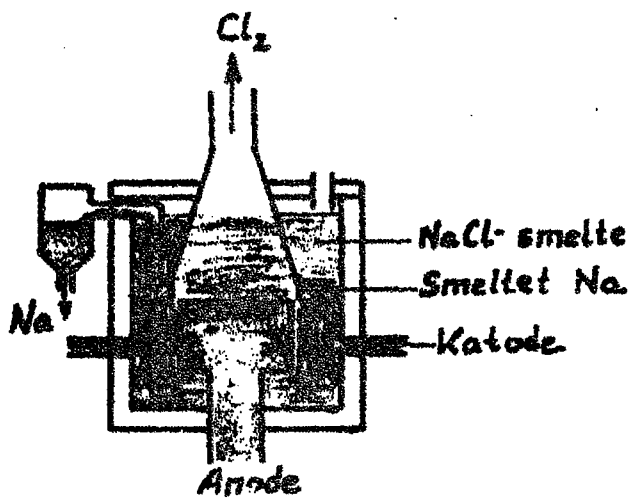 Cl₂
NaCl-smelte
Smeltet Na
Na
Katode
Anode